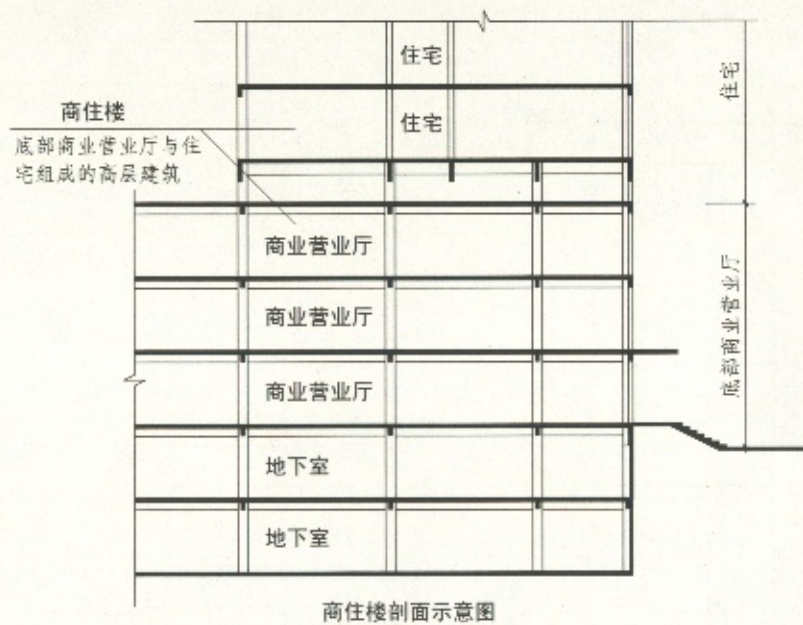 住宅
住宅
住宅
商住楼
底部商业营业厅与住
宅组成的高层建筑
商业营业厅
商业营业厅
商业营业厅
底部商业营业厅
地下室
地下室
商住楼剖面示意图